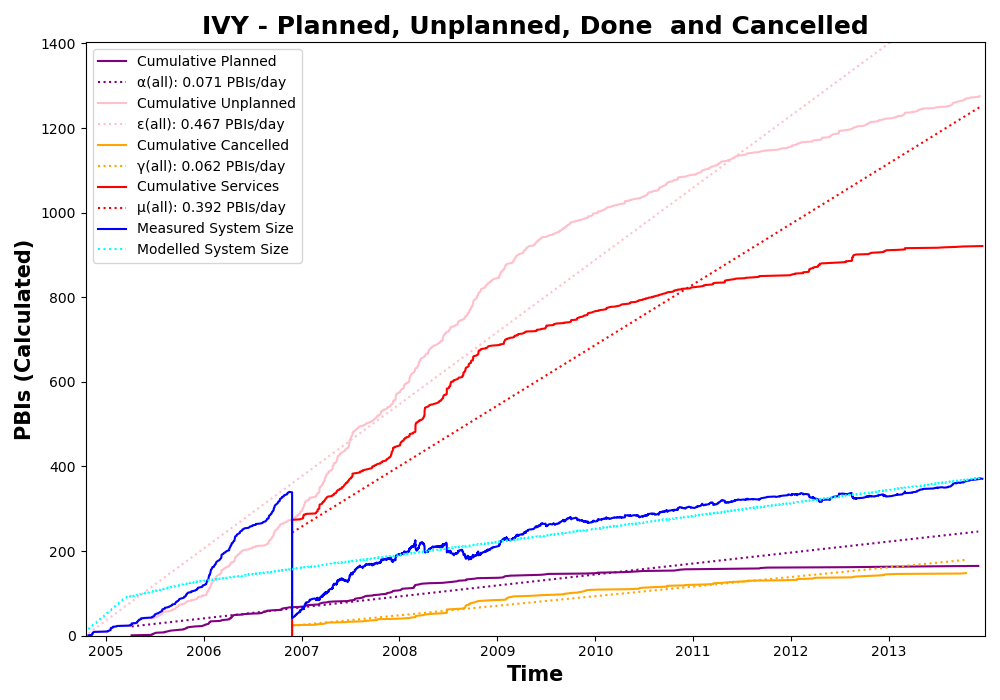 IVY - Planned, Unplanned, Done  and Cancelled
PBIs (Calculated)
1400
1200
1000
800
600
400
200
0
Cumulative Planned
α(all): 0.071 PBIs/day
Cumulative Unplanned
ε(all): 0.467 PBIs/day
Cumulative Cancelled
γ(all): 0.062 PBIs/day
Cumulative Services
μ(all): 0.392 PBIs/day
Measured System Size
Modelled System Size
2005 2006 2007 2008 2009 2010 2011 2012 2013
Time